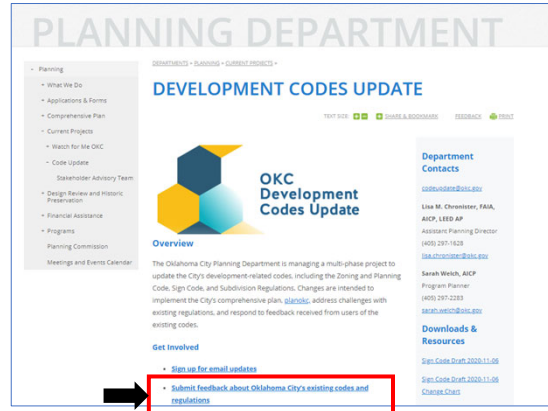 PLANNING DEPARTMENT
DEPARTMENTS » PLANNING » CURRENT PROJECTS »
- Planning
+ What We Do
+ Applications & Forms
+ Comprehensive Plan
- Current Projects
+ Watch for Me OKC
- Code Update
Stakeholder Advisory Team
+ Design Review and Historic
Preservation
+ Financial Assistance
+ Programs
Planning Commission
Meetings and Events Calendar
DEVELOPMENT CODES UPDATE
TEXT SIZE: SHARE & BOOKMARK FEEDBACK PRINT
OKC
Development
Codes Update
Overview
The Oklahoma City Planning Department is managing a multi-phase project to
update the City's development-related codes, including the Zoning and Planning
Code, Sign Code, and Subdivision Regulations. Changes are intended to
implement the City's comprehensive plan, planokc, address challenges with
existing regulations, and respond to feedback received from users of the
existing codes.
Get Involved
• Sign up for email updates
• Submit feedback about Oklahoma City's existing codes and
regulations
Department
Contacts
codeupdate@okc.gov
Lisa M. Chronister, FAIA,
AICP, LEED AP
Assistant Planning Director
(405) 297-1628
lisa.chronister@okc.gov
Sarah Welch, AICP
Program Planner
(405) 297-2283
sarah.welch@okc.gov
Downloads &
Resources
Sign Code Draft 2020-11-06
Sign Code Draft 2020-11-06
Change Chart